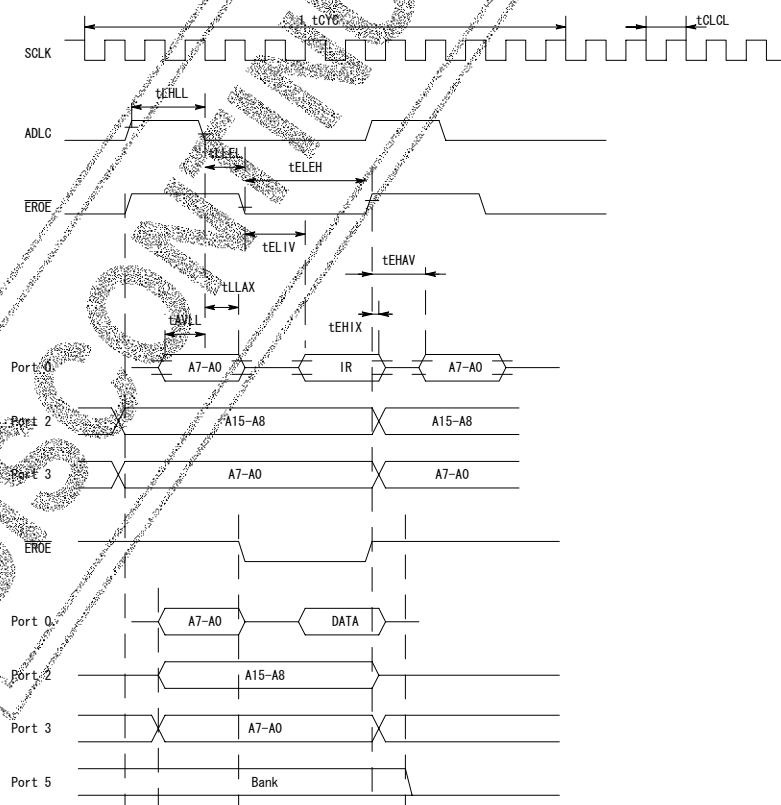 tCYC
tCLCL
SCLK
tLHLL
ADLC
tLLEL
tELEH
EROE
tELIV
tEHAV
tLLAX
tAVLL
tEHIX
Port 0
A7-A0
IR
A7-A0
Port 2
A15-A8
A15-A8
Port 3
A7-A0
A7-A0
EROE
Port 0
A7-A0
DATA
Port 2
A15-A8
Port 3
A7-A0
Port 5
Bank